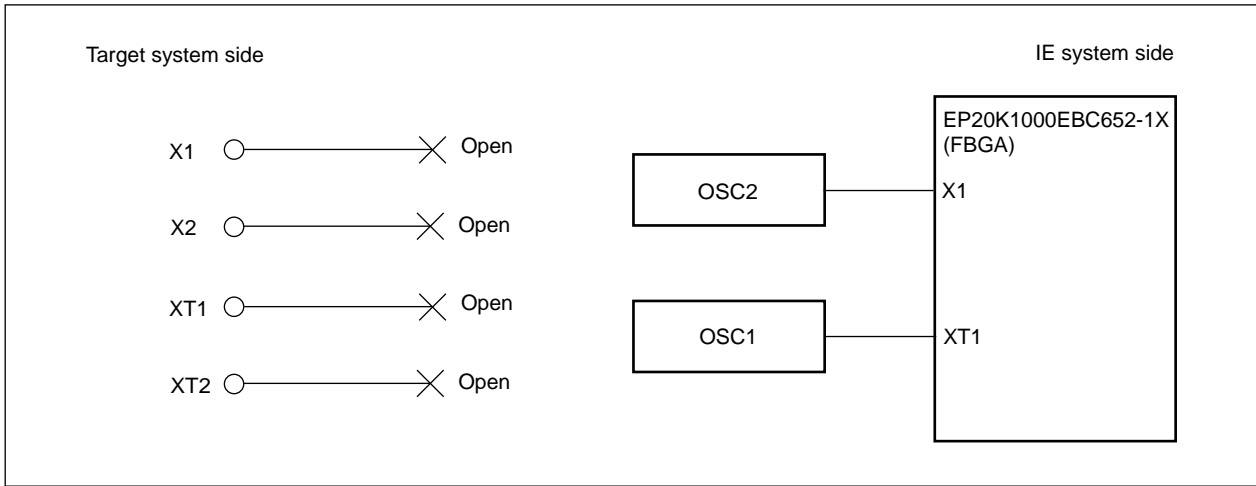 Target system side
IE system side
EP20K1000EBC652-1X
(FBGA)
X1 Open
OSC2 X1
X2 Open
XT1 Open
OSC1 XT1
XT2 Open